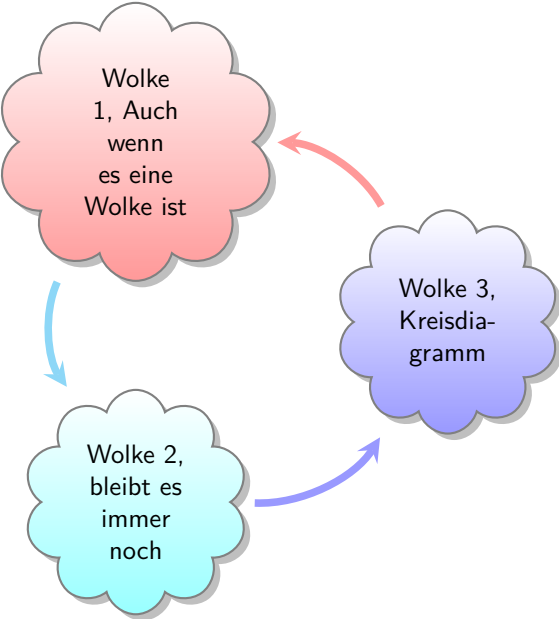 Wolke
1, Auch
wenn
es eine
Wolke ist
Wolke 3,
Kreisdia-
gramm
Wolke 2,
bleibt es
immer
noch